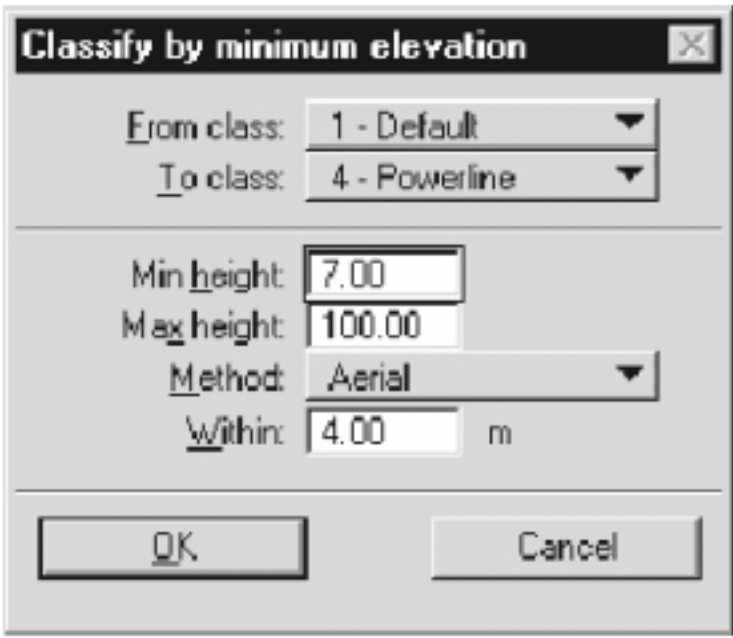 Classify by minimum elevation
From class: 1 - Default
To class: 4 - Powerline
Min height: 7.00
Max height: 100.00
Method: Aerial
Within: 4.00 m
OK Cancel